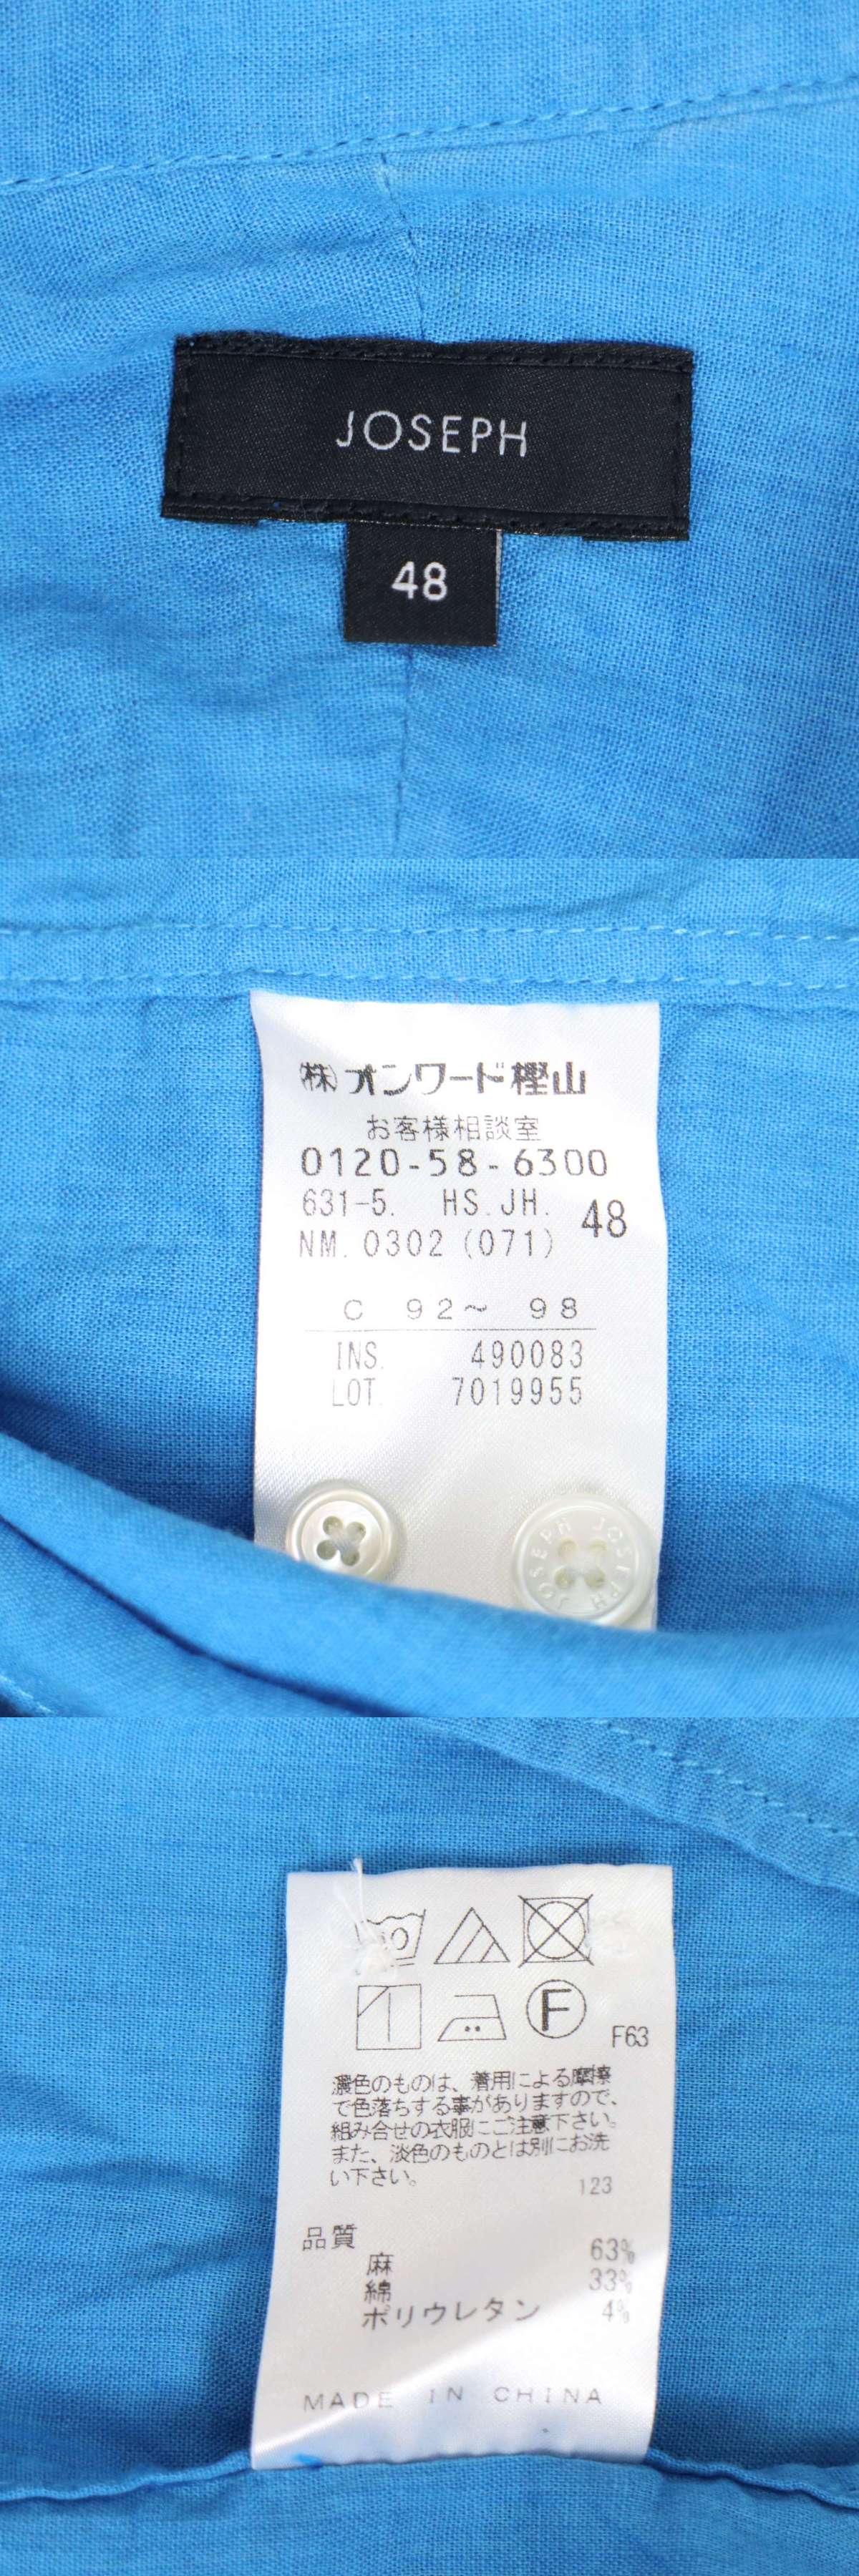 JOSEPH
48
㈱オンワード樫山
お客様相談室
0120-58-6300
631-5. HS.JH. 48
NM.0302(071)
C 92~ 98
INS. 490083
LOT. 7019955
JOSEPH JOSEPH
F
F63
濃色のものは、着用による摩擦
で色落ちする事がありますので、
組み合せの衣服にご注意下さい。
また、淡色のものとは別にお洗
い下さい。
123
品質
麻 63%
綿 33%
ポリウレタン 4%
MADE IN CHINA